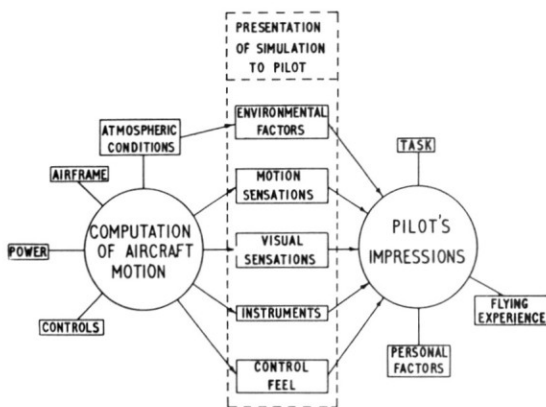 PRESENTATION
OF SIMULATION
TO PILOT
ENVIRONMENTAL
FACTORS
ATMOSPHERIC
CONDITIONS
TASK
AIRFRAME
MOTION
SENSATIONS
COMPUTATION
OF AIRCRAFT
MOTION
PILOT'S
IMPRESSIONS
VISUAL
SENSATIONS
POWER
INSTRUMENTS
FLYING
EXPERIENCE
CONTROLS
PERSONAL
FACTORS
CONTROL
FEEL